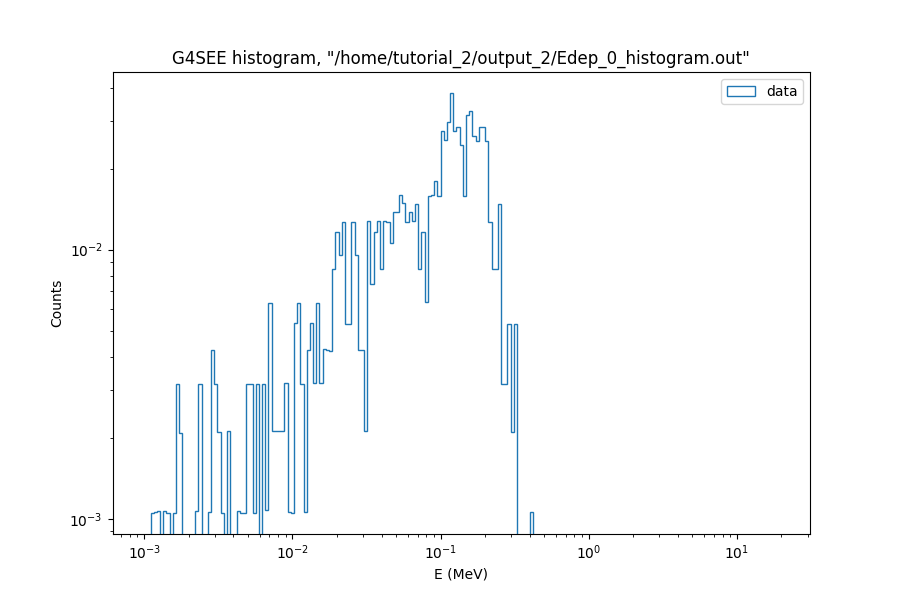 G4SEE histogram, "/home/tutorial_2/output_2/Edep_0_histogram.out"
data
Counts
10⁻²
10⁻³
10⁻³ 10⁻² 10⁻¹ 10⁰ 10¹
E (MeV)